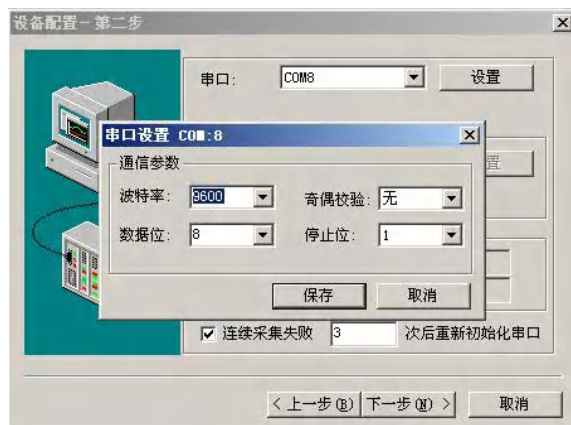 设备配置-第二步
串口: COM8 设置
串口设置 COM:8
通信参数
波特率: 9600 奇偶校验: 无
数据位: 8 停止位: 1
保存 取消
置
连续采集失败 3 次后重新初始化串口
< 上一步(B) 下一步(N) > 取消